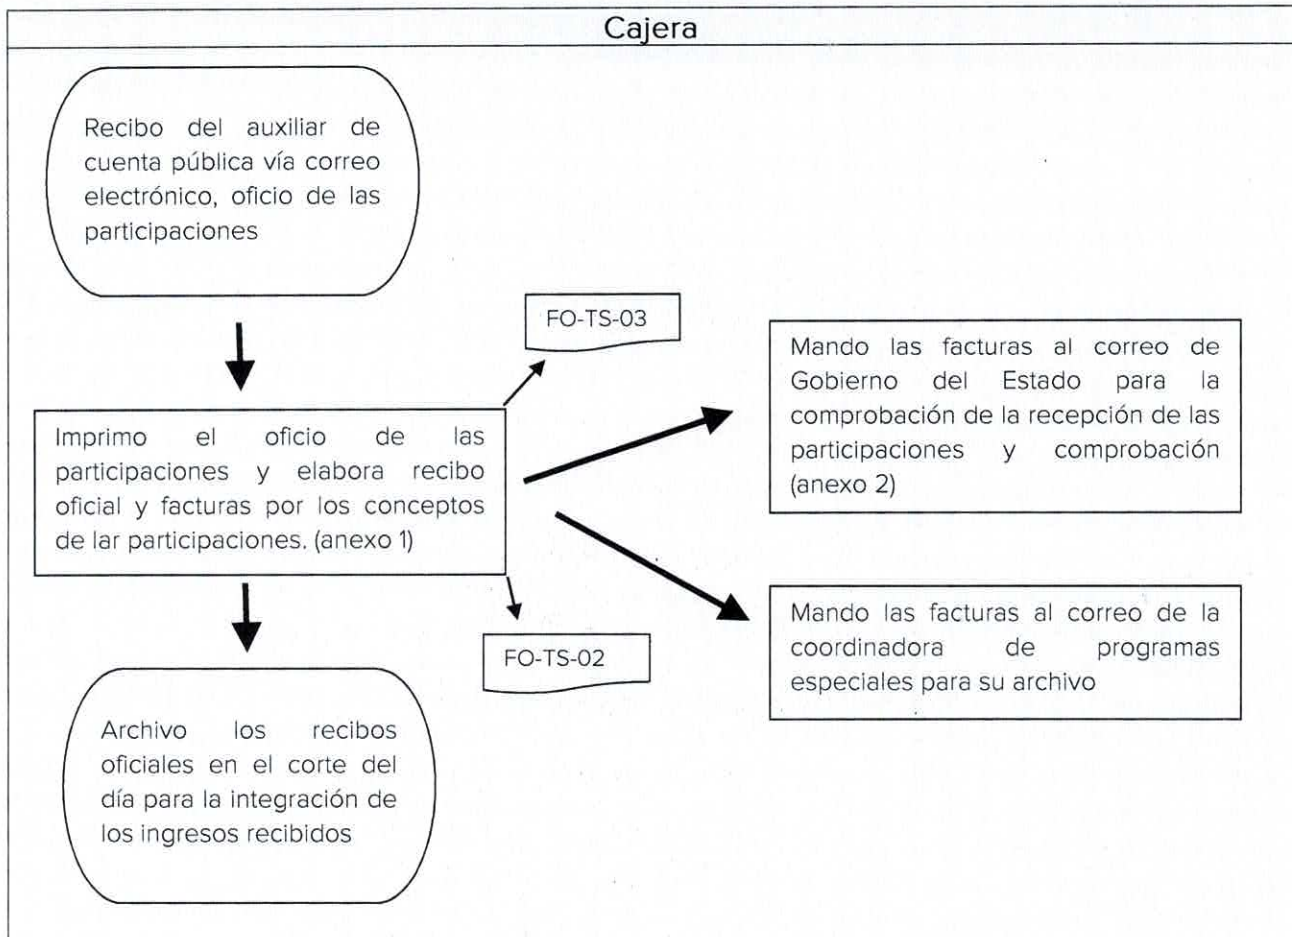 Cajera
Recibo del auxiliar de
cuenta pública vía correo
electrónico, oficio de las
participaciones
FO-TS-03
Imprimo el oficio de las
participaciones y elabora recibo
oficial y facturas por los conceptos
de lar participaciones. (anexo 1)
Mando las facturas al correo de
Gobierno del Estado para la
comprobación de la recepción de las
participaciones y comprobación
(anexo 2)
FO-TS-02
Mando las facturas al correo de la
coordinadora de programas
especiales para su archivo
Archivo los recibos
oficiales en el corte del
día para la integración de
los ingresos recibidos